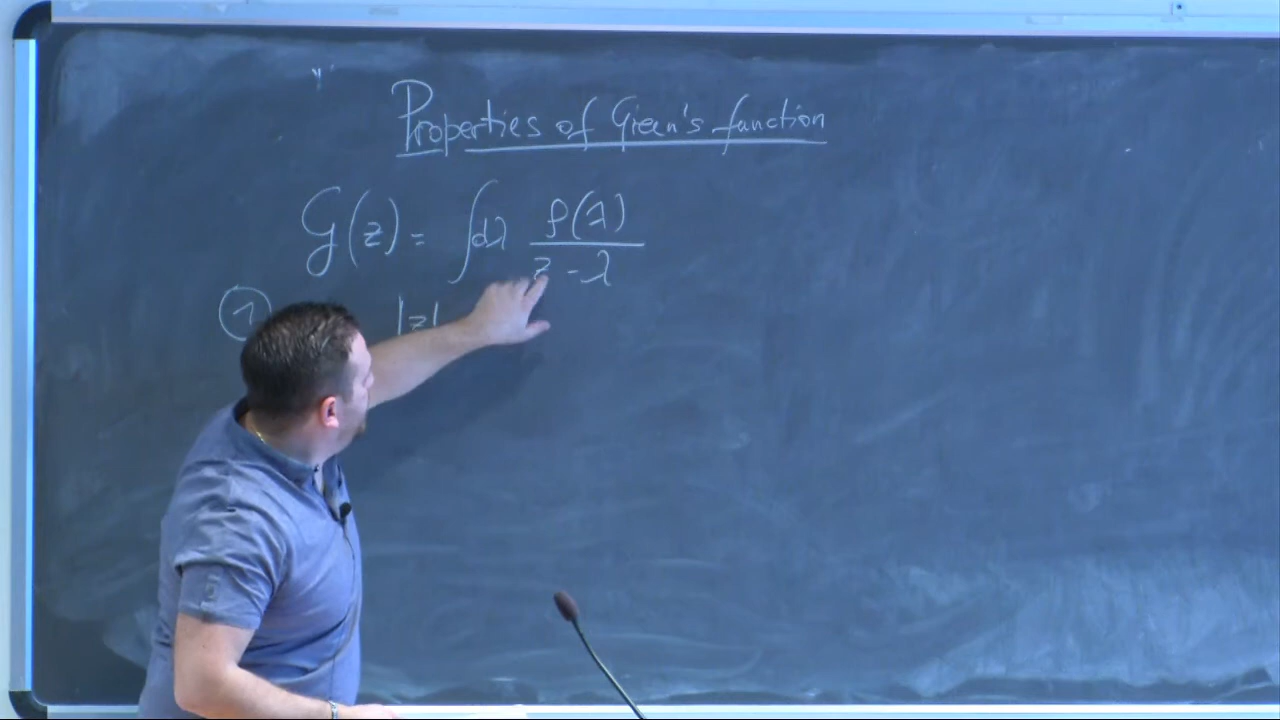 Properties of Green's function
G(z) = ∫dλ ρ(λ) / (z - λ)
① |z|